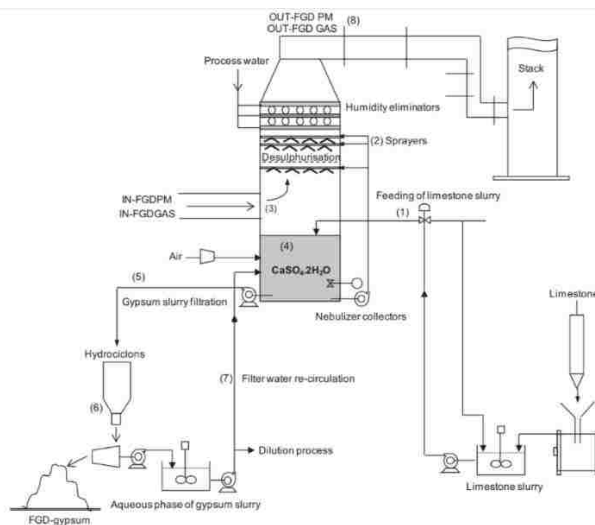 OUT-FGD PM
OUT-FGD GAS
(8)
Process water
Stack
Humidity eliminators
(2) Sprayers
Desulphurisation
IN-FGDPM
IN-FGDGAS
(3)
Feeding of limestone slurry
(1)
(4)
Air
CaSO₄.2H₂O
(5)
Gypsum slurry filtration
Nebulizer collectors
Limestone
Hydrociclons
(7)
Filter water re-circulation
(6)
Dilution process
Aqueous phase of gypsum slurry
Limestone slurry
FGD-gypsum